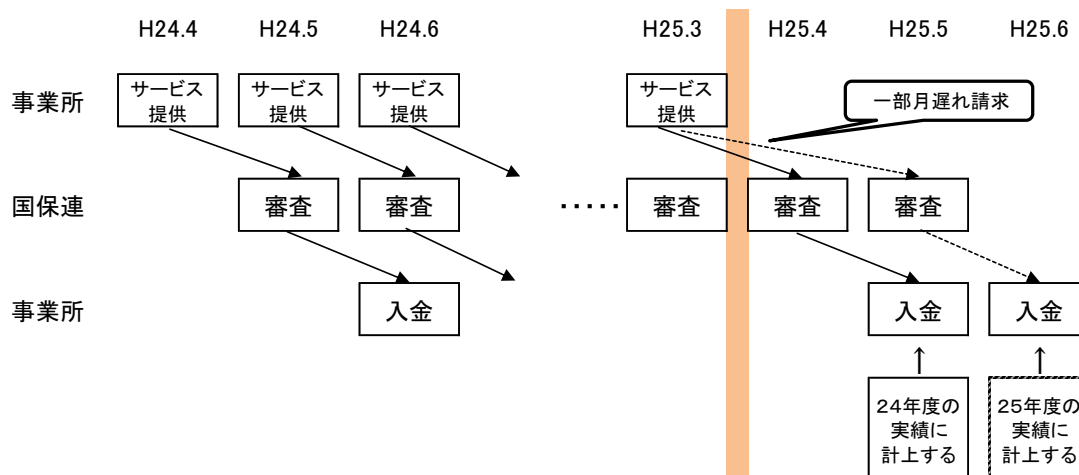 H24.4 H24.5 H24.6 H25.3 H25.4 H25.5 H25.6
事業所
サービス
提供
サービス
提供
サービス
提供
サービス
提供
一部月遅れ請求
国保連
審査 審査 ・・・・・ 審査 審査 審査
事業所
入金 入金 入金
↑ ↑
24年度の
実績に
計上する
25年度の
実績に
計上する